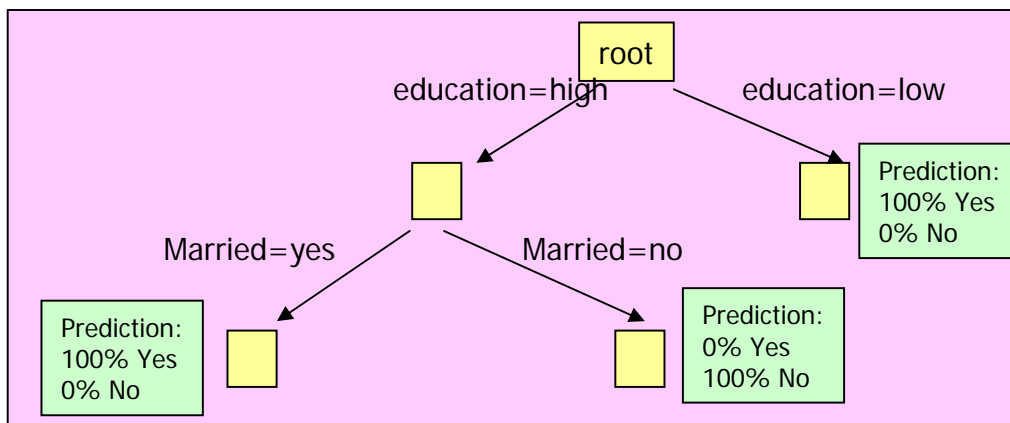 root
education=high
education=low
Prediction:
100% Yes
0% No
Married=yes
Married=no
Prediction:
100% Yes
0% No
Prediction:
0% Yes
100% No